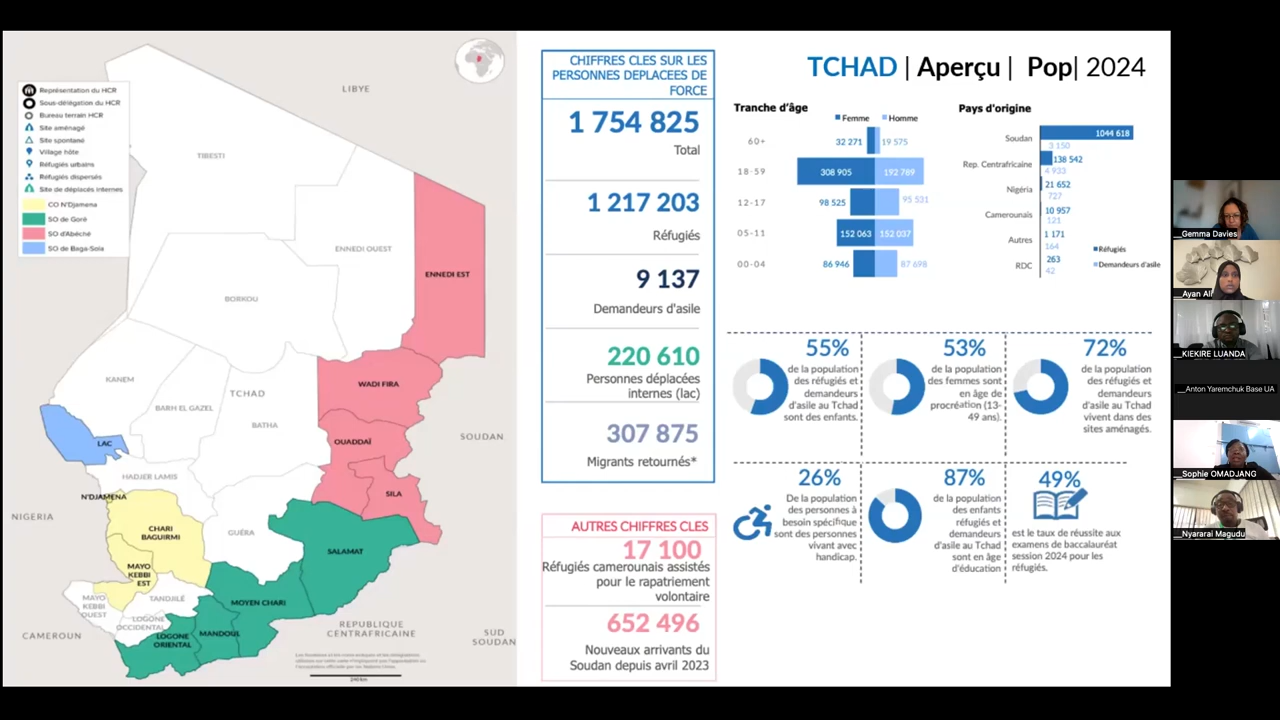 LIBYE
Représentation du HCR
Sous-délégation du HCR
Bureau terrain HCR
Site aménagé
Site spontané
Village hôte
Réfugiés urbains
Réfugiés dispersés
Site de déplacés internes
CO N'Djamena
SO de Goré
SO d'Abéché
SO de Baga-Sola
TIBESTI
ENNEDI OUEST
ENNEDI EST
BORKOU
KANEM
TCHAD
WADI FIRA
BARH EL GAZEL
BATHA
OUADDAÏ
SOUDAN
LAC
HADJER LAMIS
SILA
N'DJAMENA
NIGERIA
CHARI
BAGUIRMI
GUÉRA
SALAMAT
MAYO
KEBBI
EST
MAYO
KEBBI
OUEST
TANDJILÉ
MOYEN CHARI
LOGONE
OCCIDENTAL
LOGONE
ORIENTAL
MANDOUL
CAMEROUN
REPUBLIQUE
CENTRAFRICAINE
SUD
SOUDAN
240 km
CHIFFRES CLES SUR LES
PERSONNES DEPLACEES DE
FORCE
1 754 825
Total
1 217 203
Réfugiés
9 137
Demandeurs d'asile
220 610
Personnes déplacées
internes (lac)
307 875
Migrants retournés*
AUTRES CHIFFRES CLES
17 100
Réfugiés camerounais assistés
pour le rapatriement
volontaire
652 496
Nouveaux arrivants du
Soudan depuis avril 2023
TCHAD | Aperçu | Pop| 2024
Tranche d'âge
Femme Homme
60+ 32 271 19 575
18-59 308 905 192 789
12-17 98 525 95 531
05-11 152 063 152 037
00-04 86 946 87 698
Pays d'origine
Soudan 1044 618
3 150
Rep. Centrafricaine 138 542
4 933
Nigéria 21 652
727
Camerounais 10 957
121
Autres 1 171
164
RDC 263
42
Réfugiés
Demandeurs d'asile
55%
de la population
des réfugiés et
demandeurs
d'asile au Tchad
sont des enfants.
53%
de la population
des femmes sont
en âge de
procréation (13-
49 ans).
72%
de la population
des réfugiés et
demandeurs
d'asile au Tchad
vivent dans des
sites aménagés.
26%
De la population
des personnes à
besoin spécifique
sont des personnes
vivant avec
handicap.
87%
de la population
des enfants
réfugiés et
demandeurs
d'asile au Tchad
sont en âge
d'éducation
49%
est le taux de réussite aux
examens de baccalauréat
session 2024 pour les
réfugiés.
__Gemma Davies
__Ayan Ali
__KIEKIRE LUANDA
__Anton Yaremchuk Base UA
__Sophie OMADJANG
__Nyararai Magudu